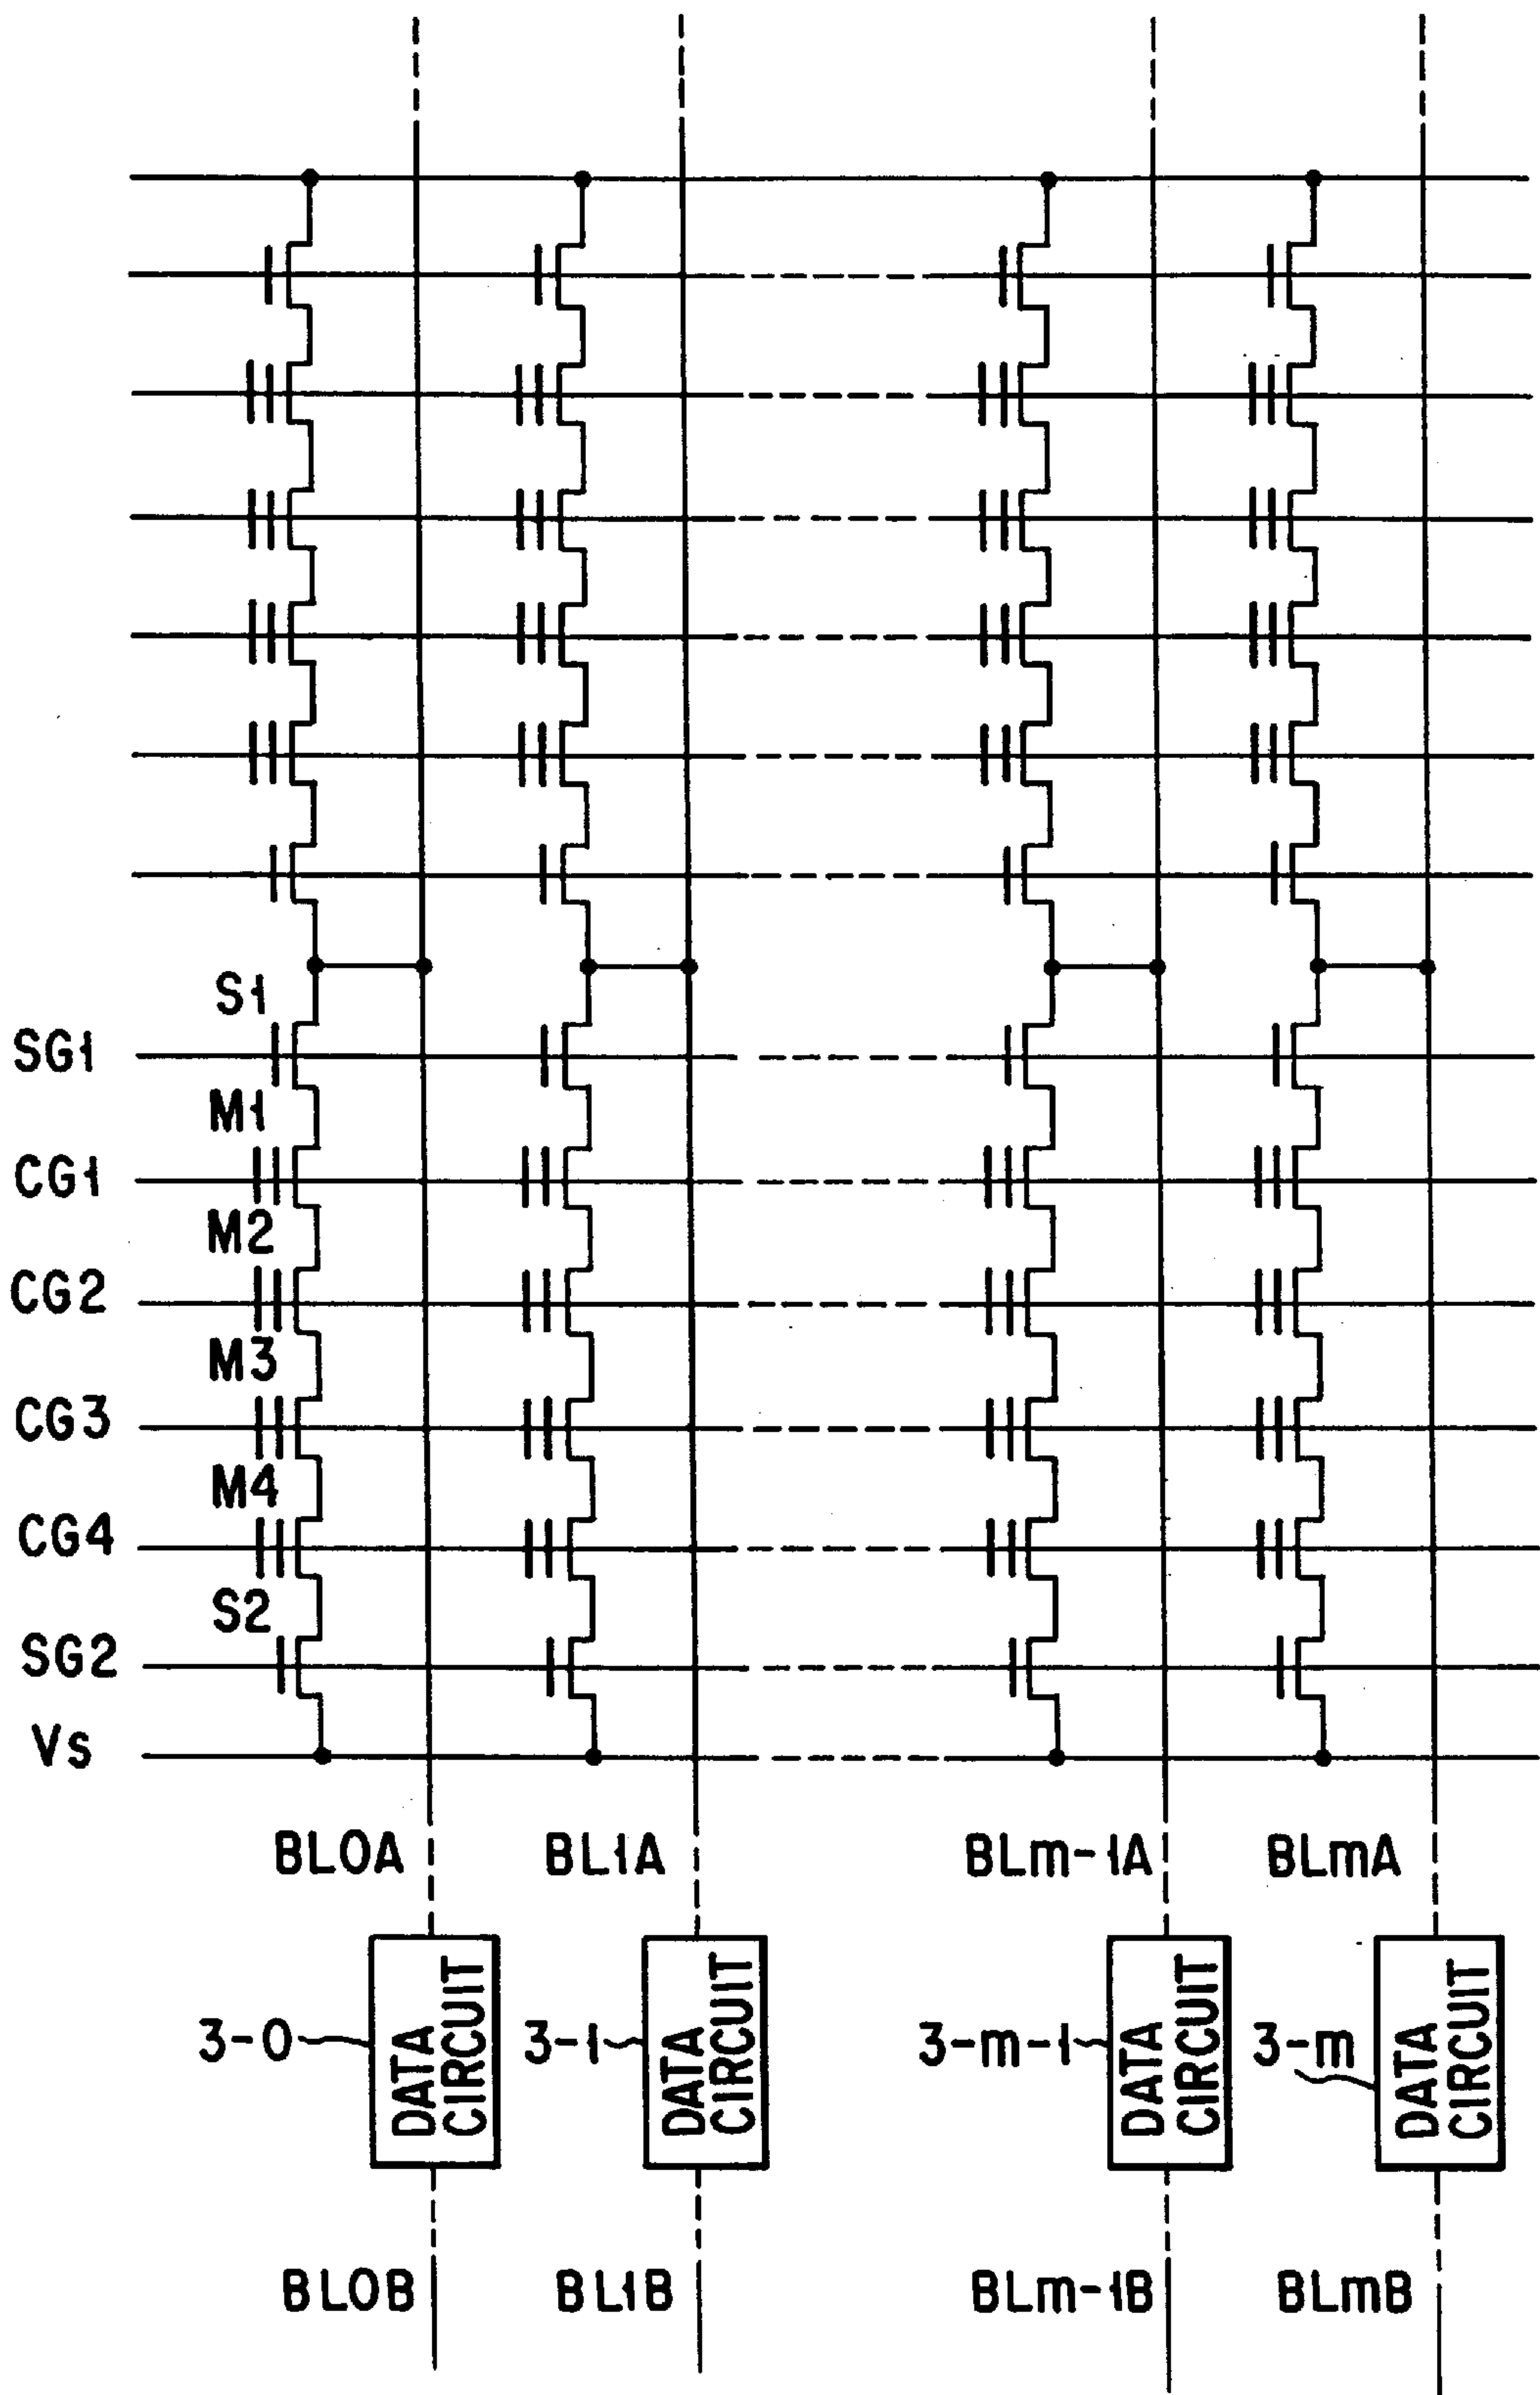 S1
SG1
M1
CG1
M2
CG2
M3
CG3
M4
CG4
S2
SG2
Vs
BL0A BL1A BLm-1A BLmA
3-0 DATA CIRCUIT 3-1 DATA CIRCUIT 3-m-1 DATA CIRCUIT 3-m DATA CIRCUIT
BL0B BL1B BLm-1B BLmB